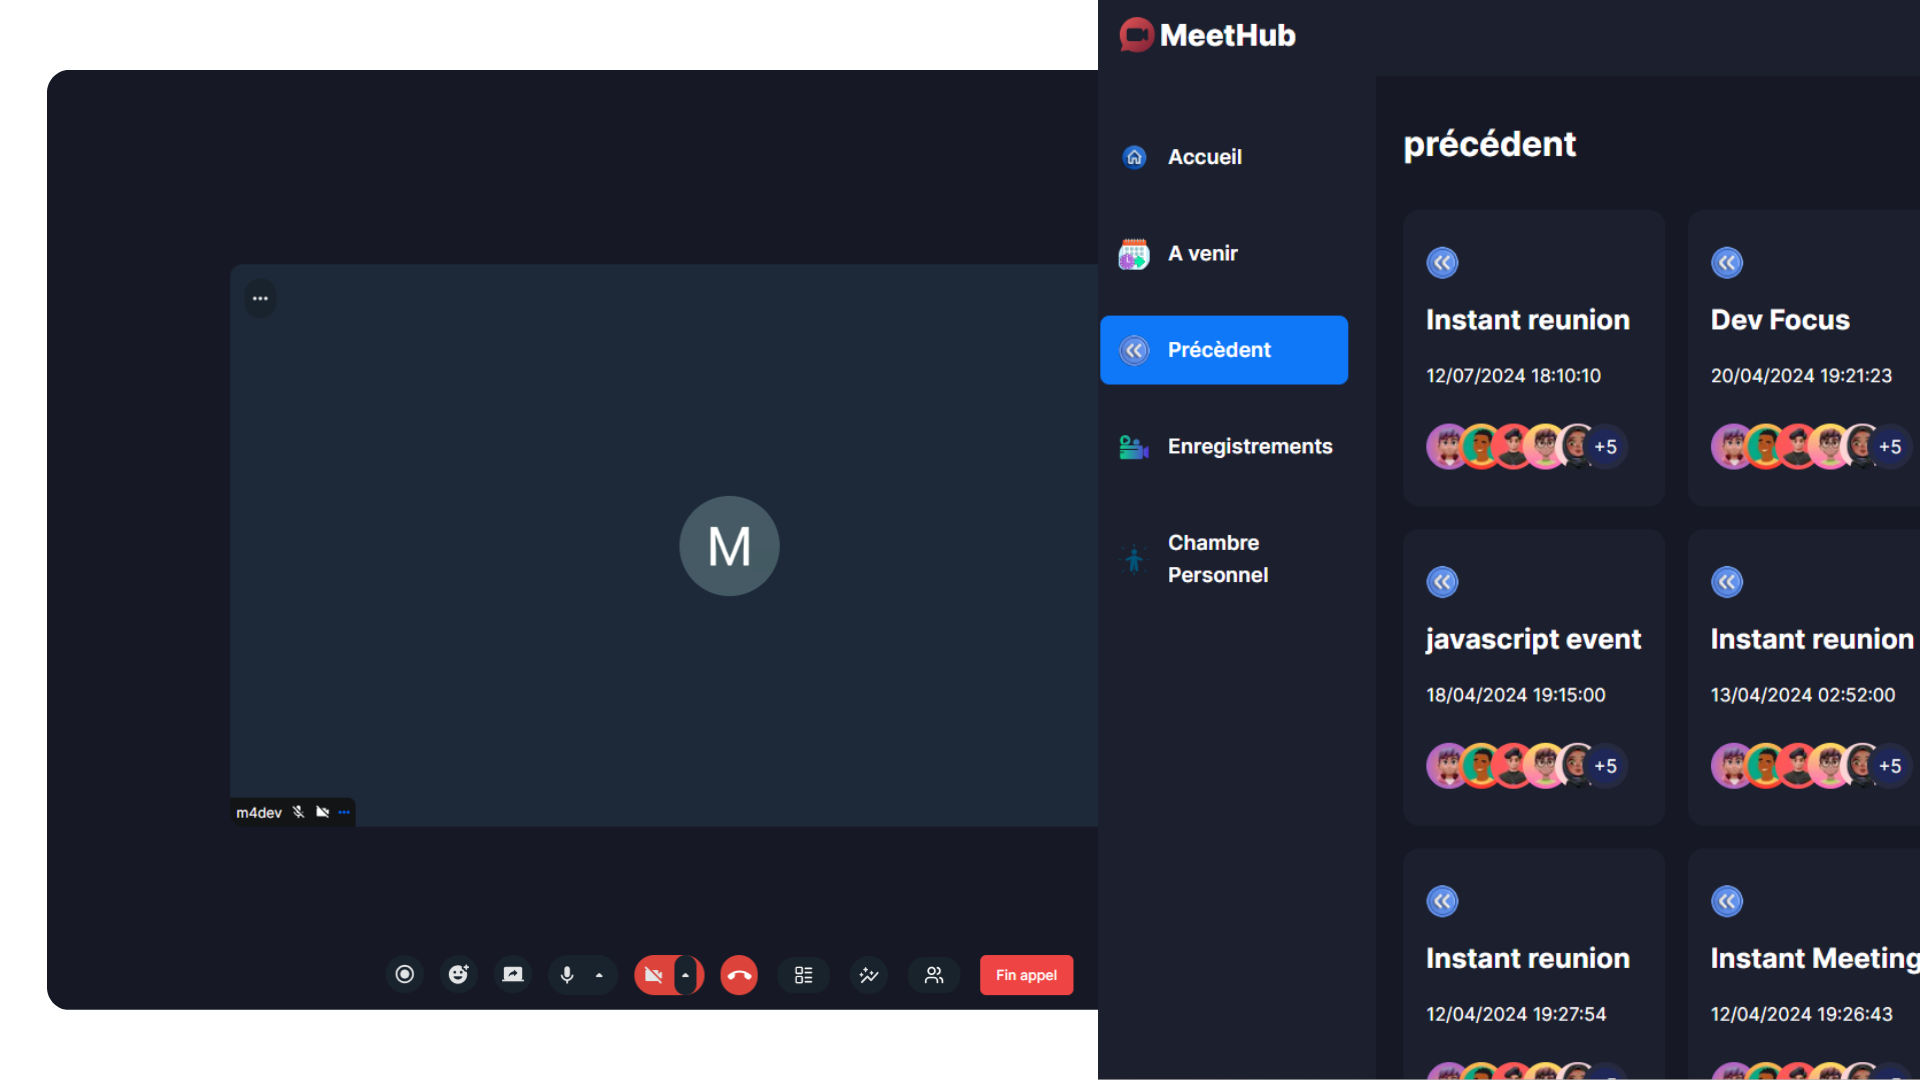 M
m4dev
Fin appel
MeetHub
Accueil
A venir
Précèdent
Enregistrements
Chambre
Personnel
précédent
Instant reunion
12/07/2024 18:10:10
+5
Dev Focus
20/04/2024 19:21:23
+5
javascript event
18/04/2024 19:15:00
+5
Instant reunion
13/04/2024 02:52:00
+5
Instant reunion
12/04/2024 19:27:54
Instant Meeting
12/04/2024 19:26:43